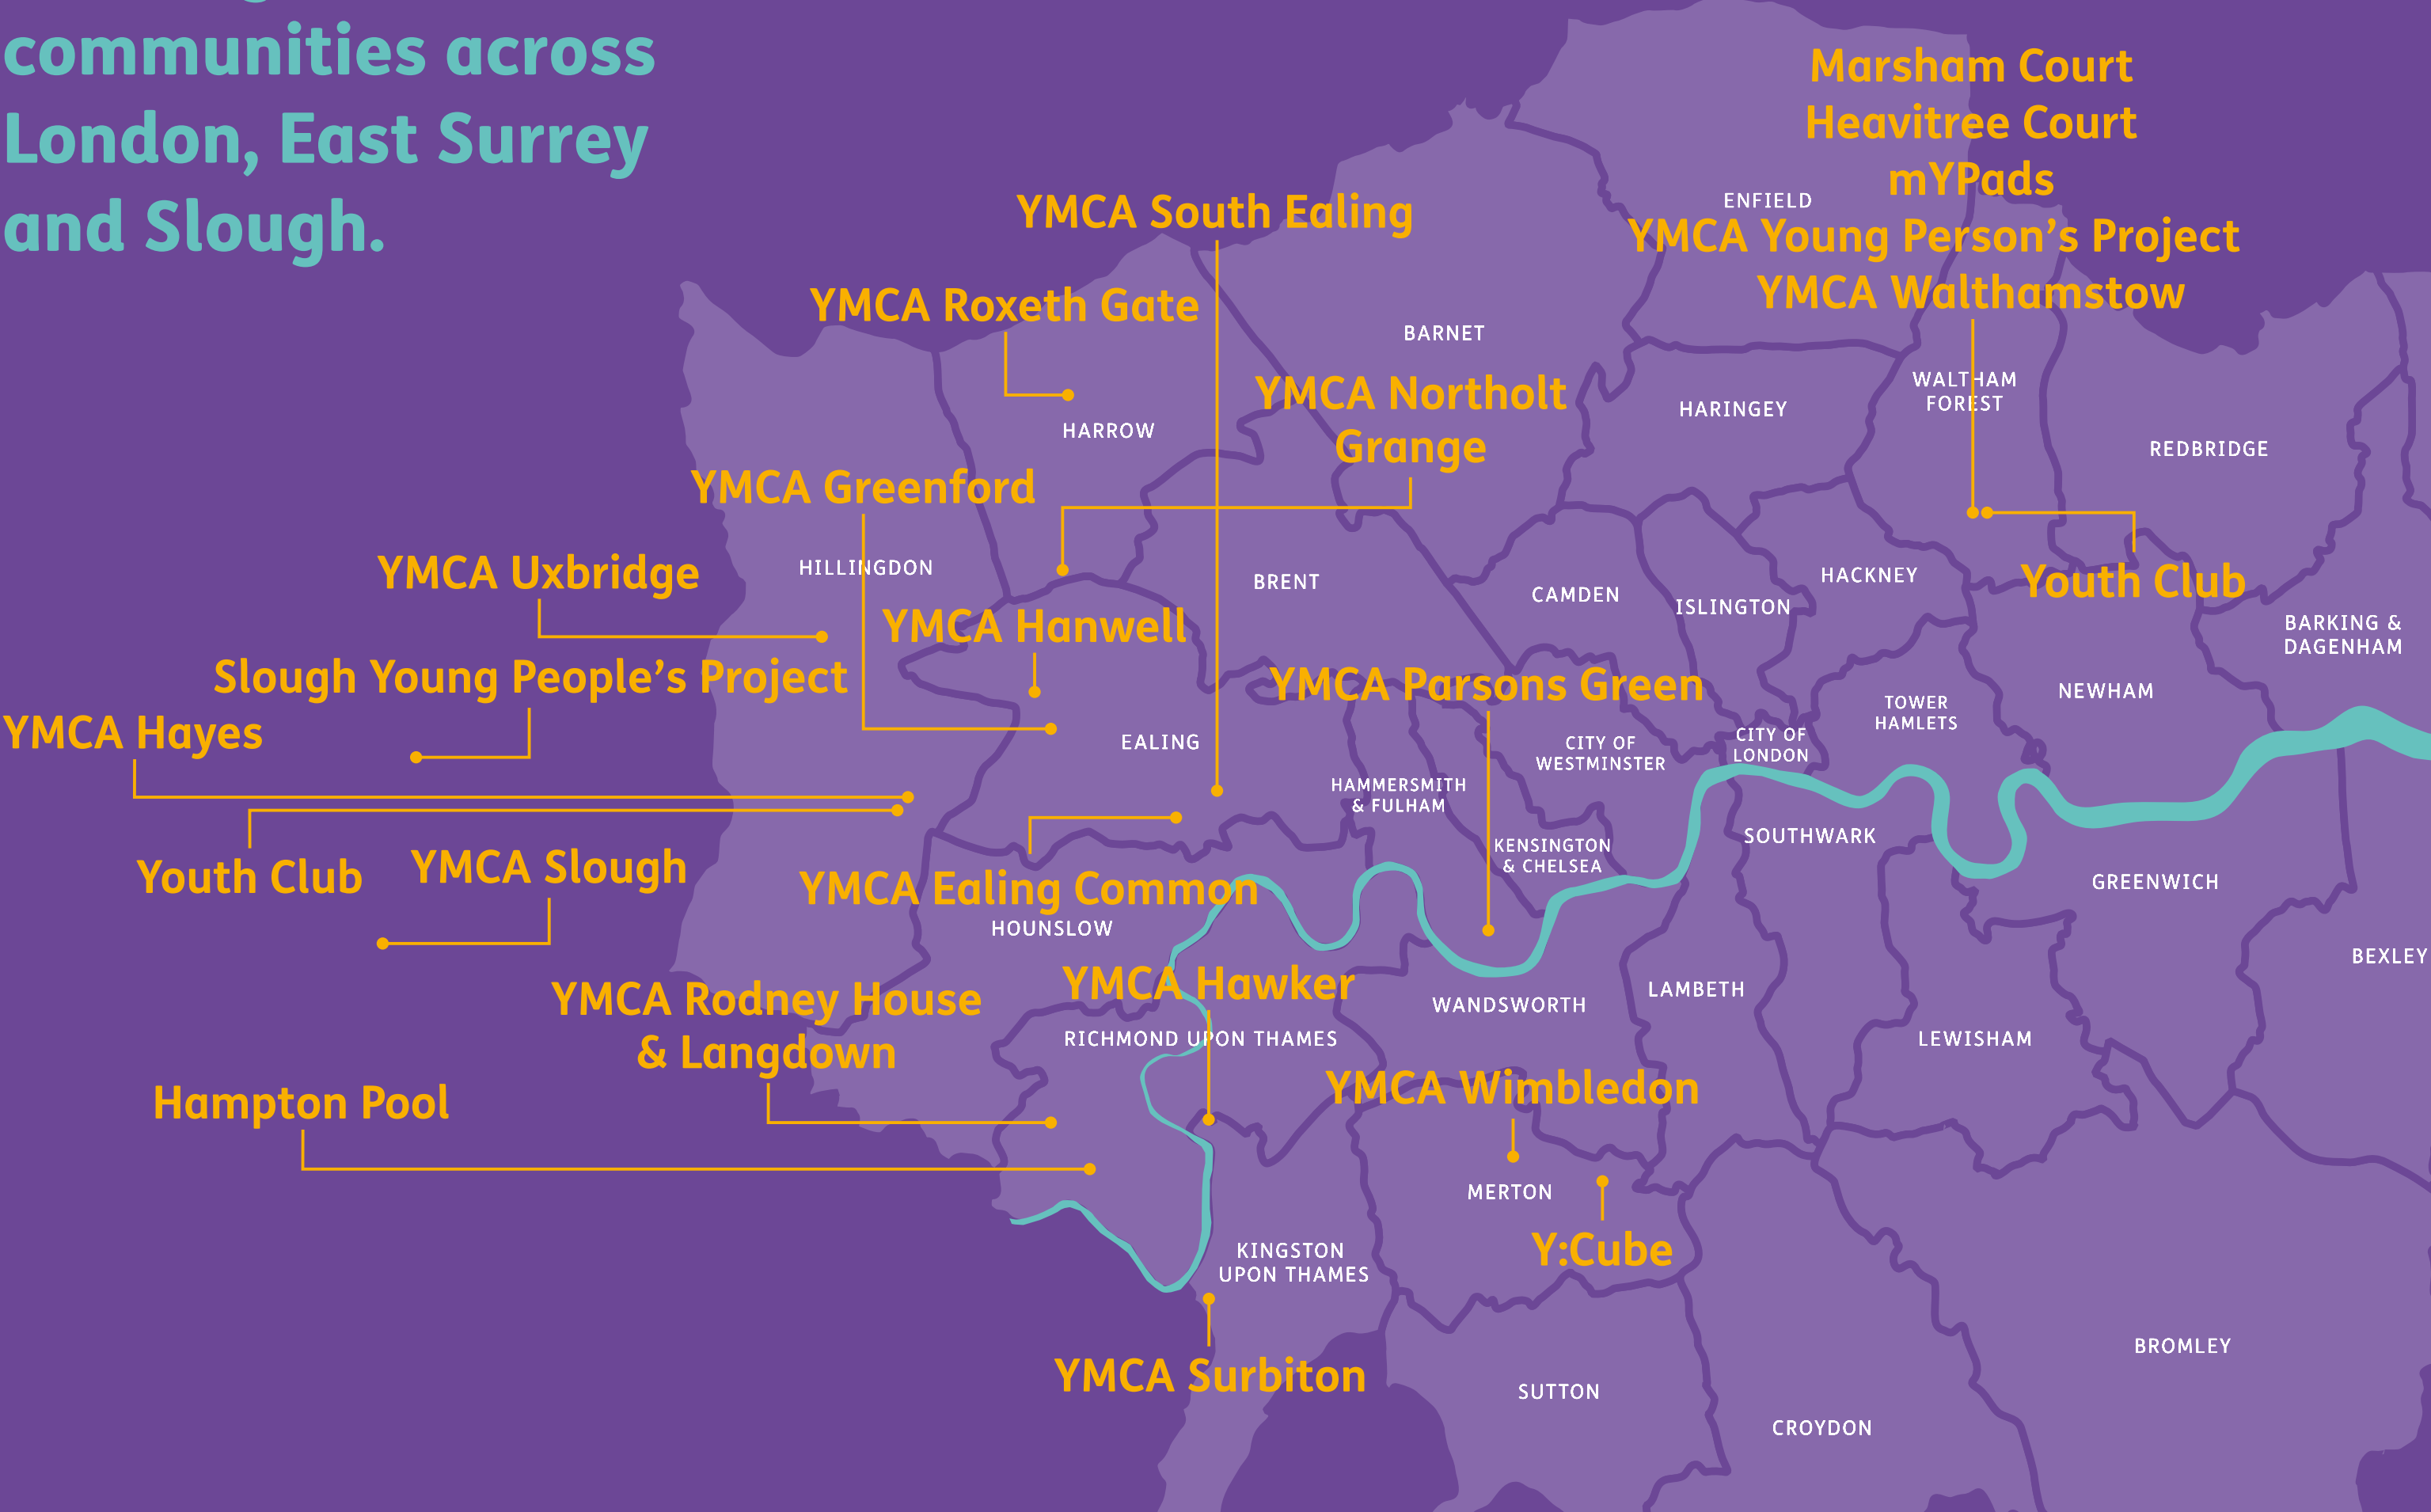 communities across
London, East Surrey
and Slough.
Marsham Court
Heavitree Court
mYPads
YMCA Young Person’s Project
YMCA Walthamstow
ENFIELD
YMCA South Ealing
YMCA Roxeth Gate
BARNET
YMCA Northolt
Grange
WALTHAM
FOREST
HARINGEY
HARROW
REDBRIDGE
YMCA Greenford
HILLINGDON
YMCA Uxbridge
BRENT
CAMDEN
ISLINGTON
HACKNEY
Youth Club
YMCA Hanwell
BARKING &
DAGENHAM
Slough Young People’s Project
YMCA Parsons Green
NEWHAM
TOWER
HAMLETS
YMCA Hayes
EALING
CITY OF
WESTMINSTER
CITY OF
LONDON
HAMMERSMITH
& FULHAM
SOUTHWARK
KENSINGTON
& CHELSEA
Youth Club
YMCA Slough
YMCA Ealing Common
GREENWICH
HOUNSLOW
BEXLEY
YMCA Rodney House
& Langdown
YMCA Hawker
WANDSWORTH
LAMBETH
RICHMOND UPON THAMES
LEWISHAM
Hampton Pool
YMCA Wimbledon
MERTON
Y:Cube
KINGSTON
UPON THAMES
YMCA Surbiton
BROMLEY
SUTTON
CROYDON